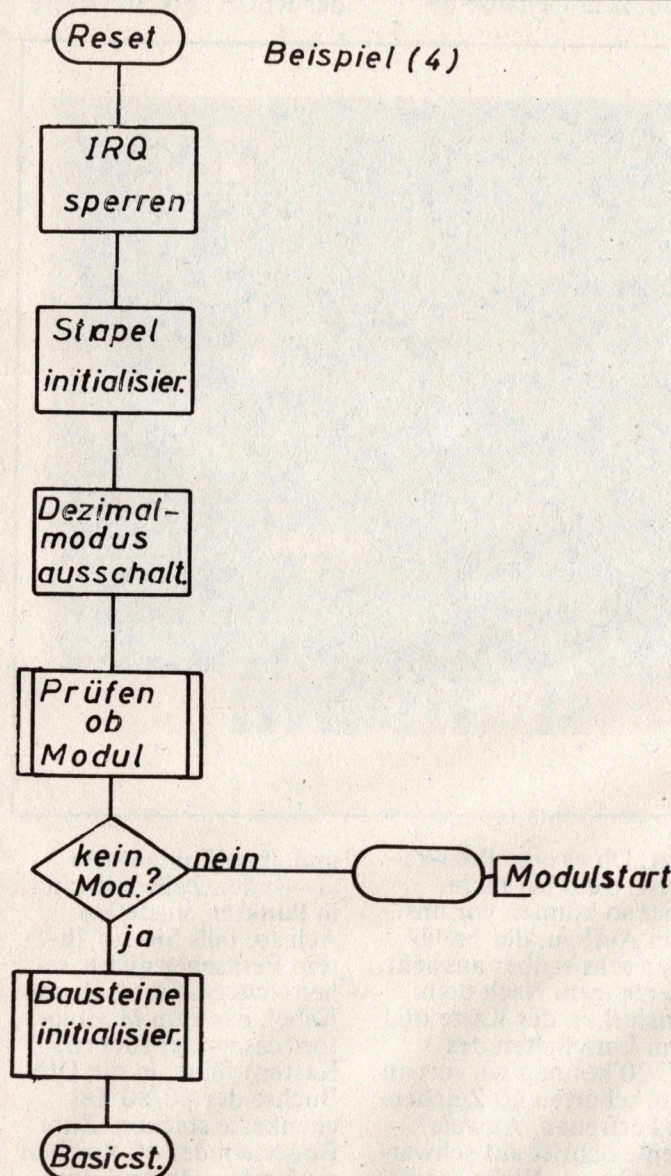 Reset
Beispiel (4)
IRQ
sperren
Stapel
initialisier.
Dezimal-
modus
ausschalt.
Prüfen
ob
Modul
kein
Mod.?
nein
Modulstart
ja
Bausteine
initialisier.
Basicst.